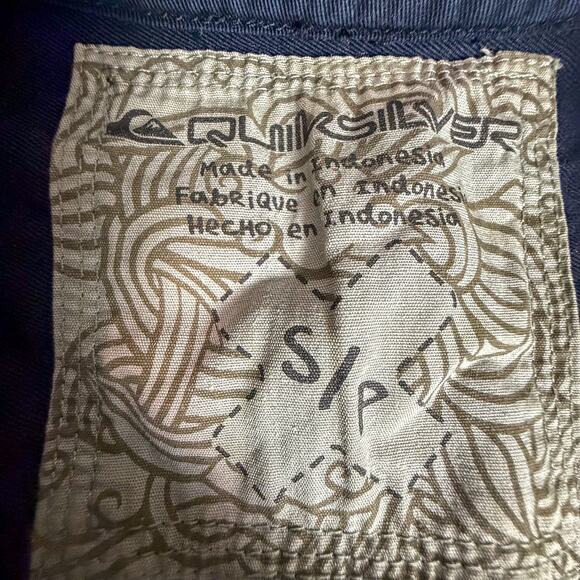 QUIKSILVER
Made in Indonesia
Fabrique en Indonesi
HECHO en Indonesia
S/P